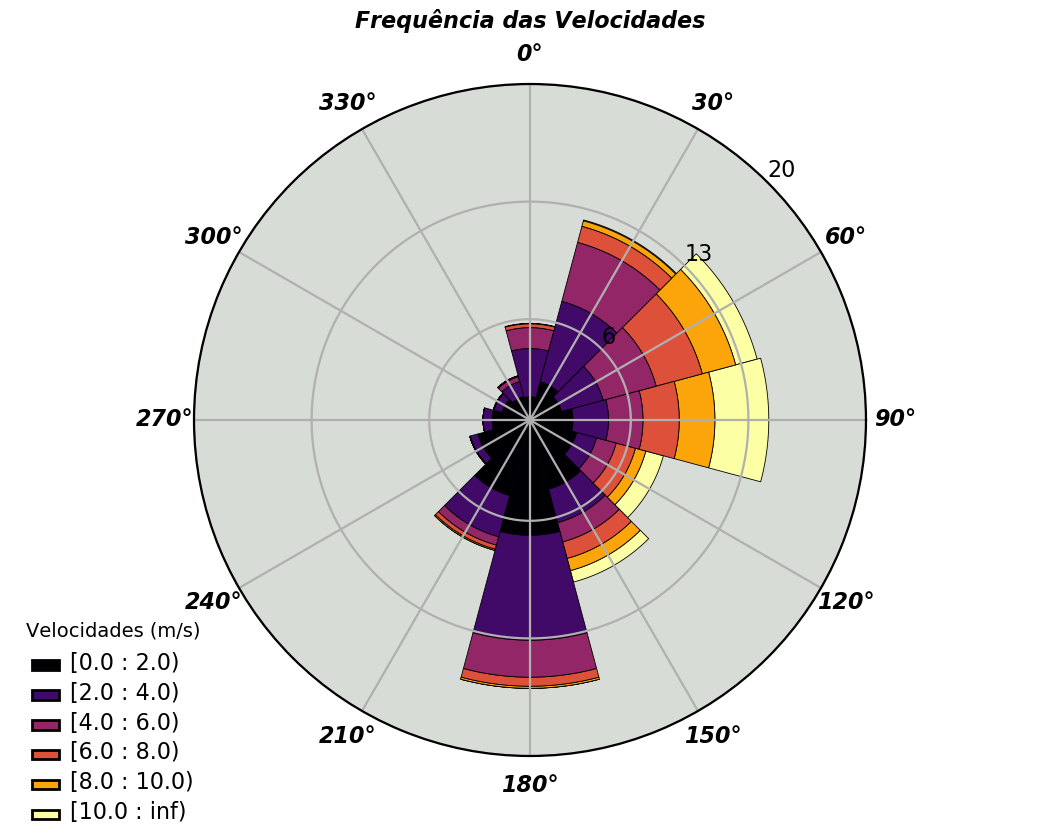 Frequência das Velocidades
0°
330°
30°
20
300°
60°
13
6
270°
90°
240°
120°
210°
150°
180°
Velocidades (m/s)
[0.0 : 2.0)
[2.0 : 4.0)
[4.0 : 6.0)
[6.0 : 8.0)
[8.0 : 10.0)
[10.0 : inf)